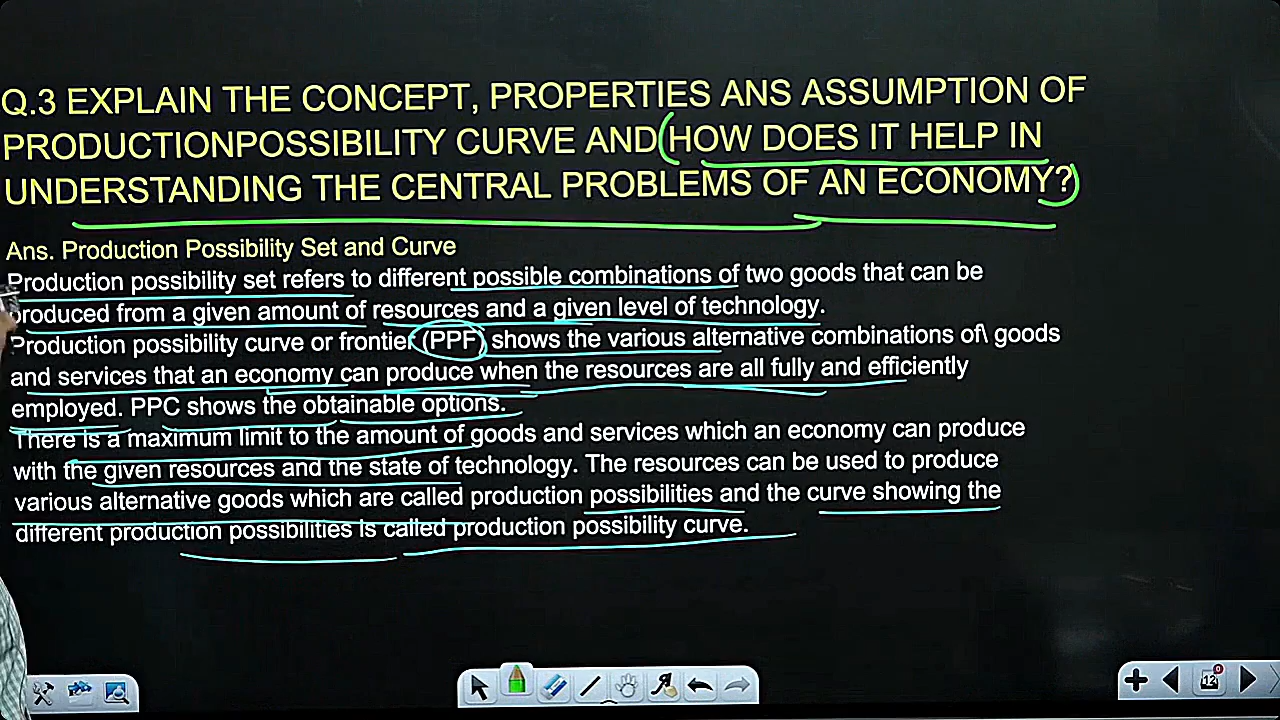 Q.3 EXPLAIN THE CONCEPT, PROPERTIES ANS ASSUMPTION OF
PRODUCTIONPOSSIBILITY CURVE AND(HOW DOES IT HELP IN
UNDERSTANDING THE CENTRAL PROBLEMS OF AN ECONOMY?)
Ans. Production Possibility Set and Curve
Production possibility set refers to different possible combinations of two goods that can be
produced from a given amount of resources and a given level of technology.
Production possibility curve or frontier (PPF) shows the various alternative combinations of\ goods
and services that an economy can produce when the resources are all fully and efficiently
employed. PPC shows the obtainable options.
There is a maximum limit to the amount of goods and services which an economy can produce
with the given resources and the state of technology. The resources can be used to produce
various alternative goods which are called production possibilities and the curve showing the
different production possibilities is called production possibility curve.
12
0